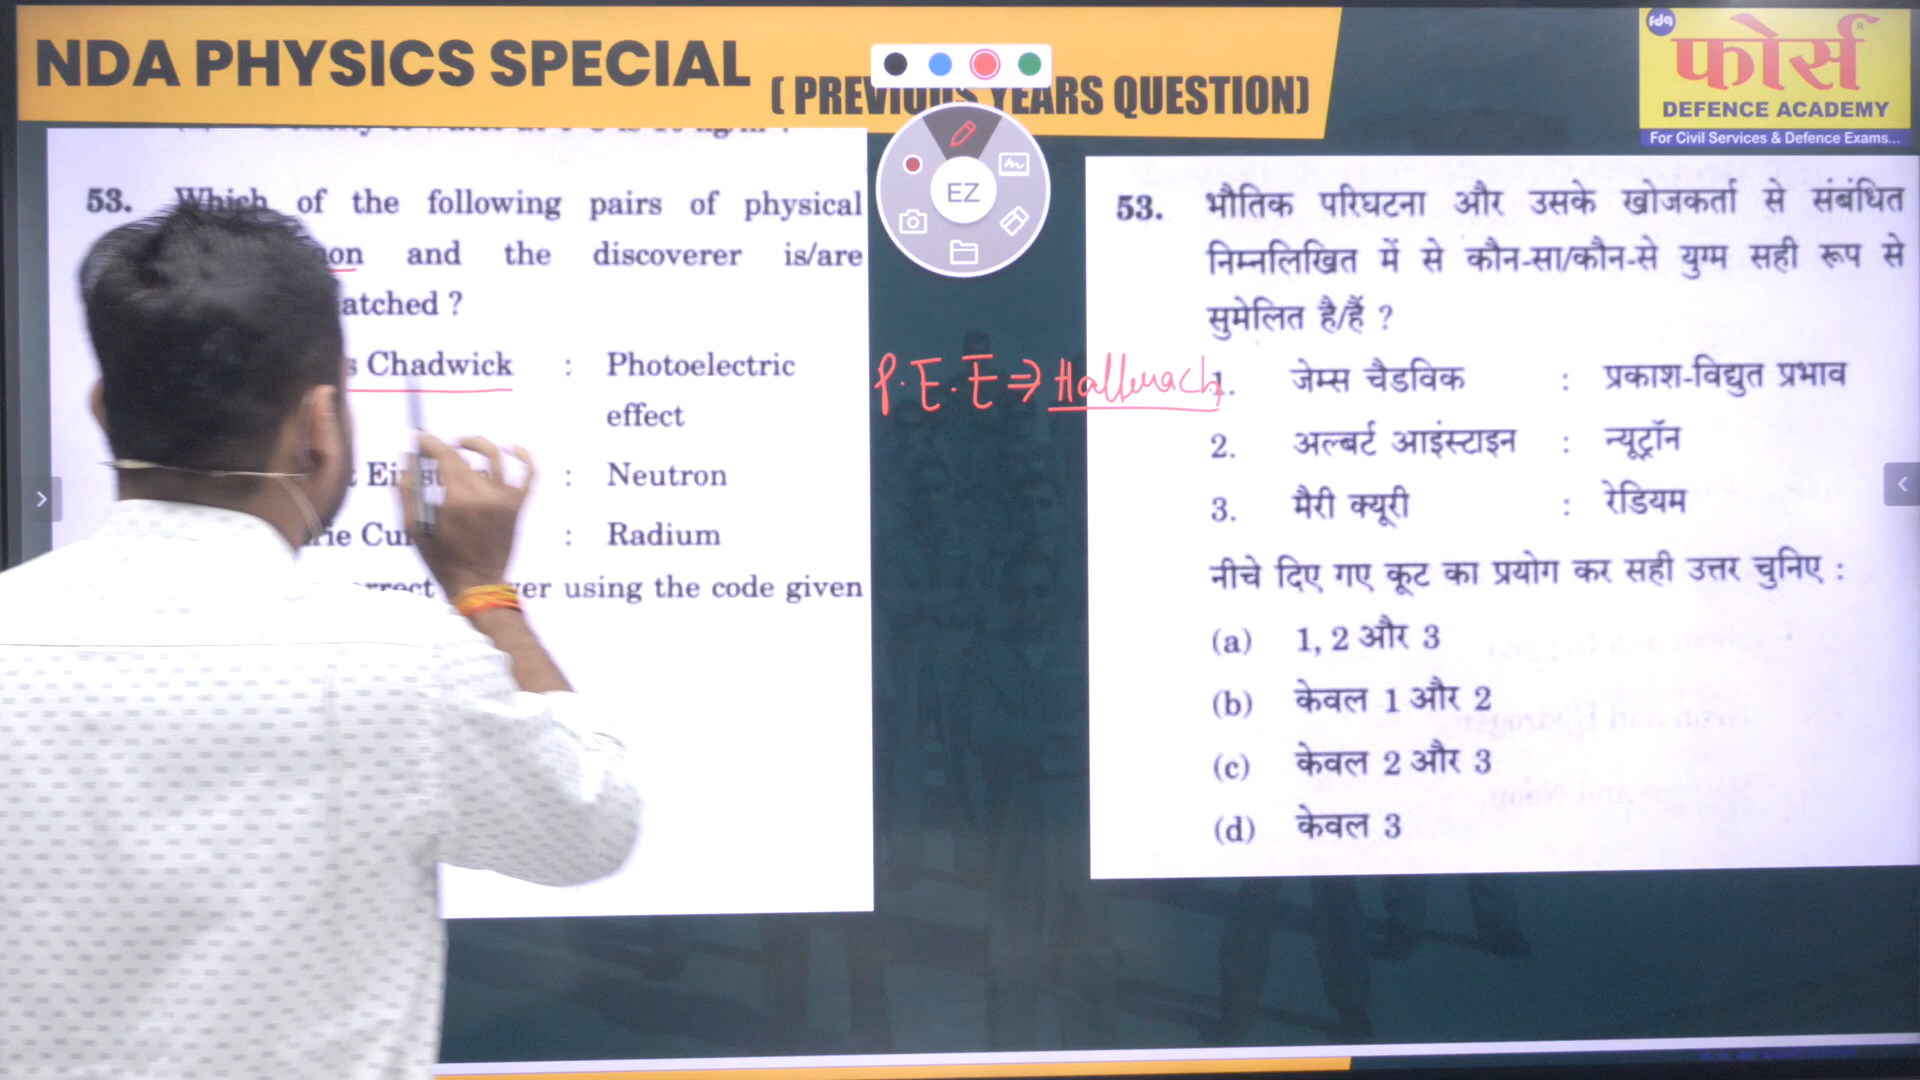 NDA PHYSICS SPECIAL
( PREVIOUS YEARS QUESTION)
fdq
फोर्स
DEFENCE ACADEMY
For Civil Services & Defence Exams...
EZ
53. Which of the following pairs of physical
on and the discoverer is/are
atched ?
s Chadwick : Photoelectric
effect
: Neutron
: Radium
er using the code given
P.E.E ⇒ Hallwach
53. भौतिक परिघटना और उसके खोजकर्ता से संबंधित
निम्नलिखित में से कौन-सा/कौन-से युग्म सही रूप से
सुमेलित है/हैं ?
1. जेम्स चैडविक : प्रकाश-विद्युत प्रभाव
2. अल्बर्ट आइंस्टाइन : न्यूट्रॉन
3. मैरी क्यूरी : रेडियम
नीचे दिए गए कूट का प्रयोग कर सही उत्तर चुनिए :
(a) 1, 2 और 3
(b) केवल 1 और 2
(c) केवल 2 और 3
(d) केवल 3